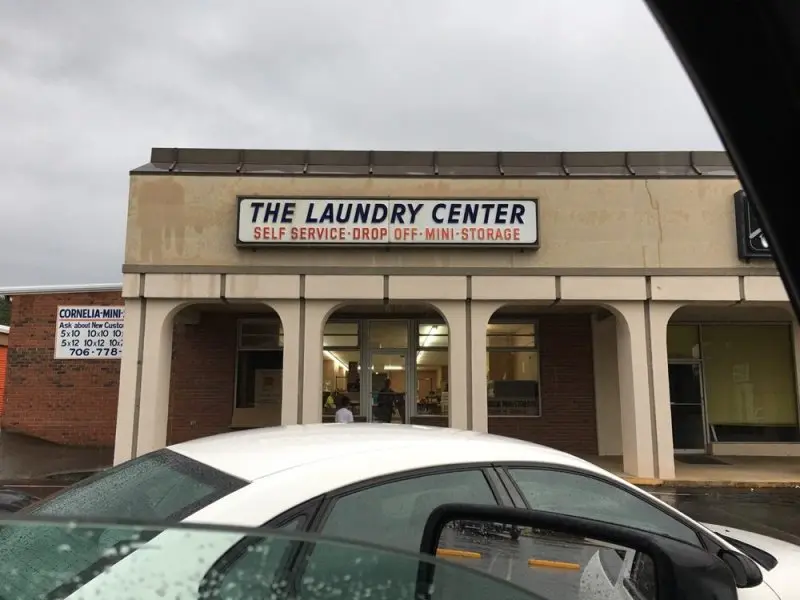 THE LAUNDRY CENTER
SELF SERVICE·DROP OFF·MINI-STORAGE
CORNELIA-MINI-
Ask about New
5x10 10x10
5x12 10x12
706-778-